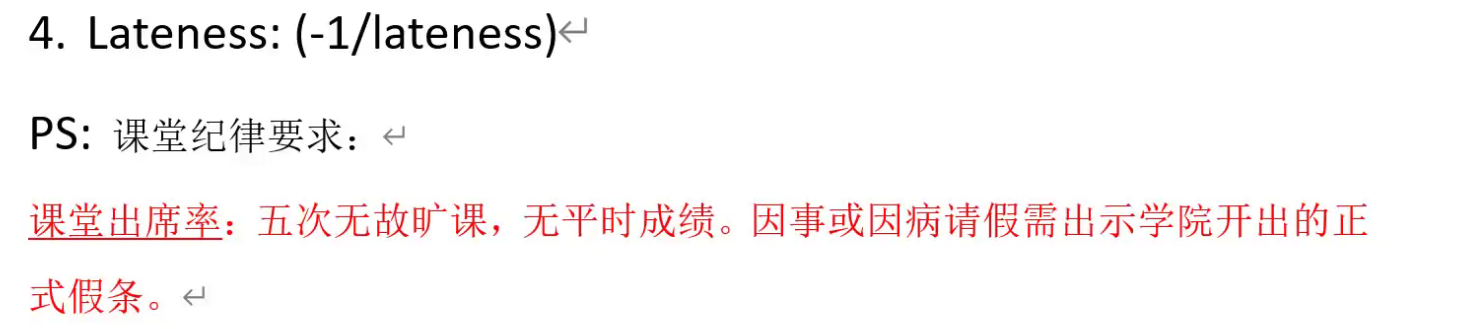 4. Lateness: (-1/lateness)↵
PS: 课堂纪律要求：↵
课堂出席率：五次无故旷课，无平时成绩。因事或因病请假需出示学院开出的正
式假条。↵